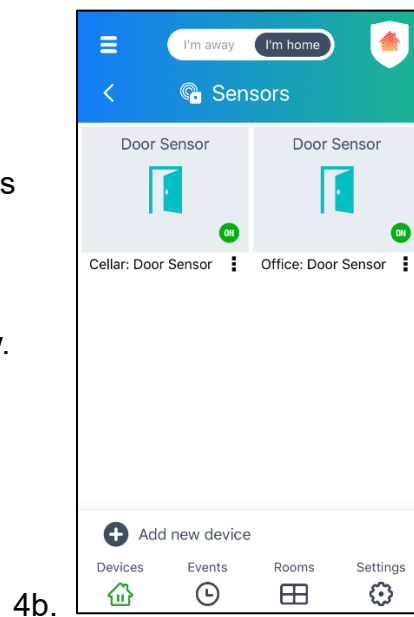 I'm away I'm home
Sensors
Door Sensor Door Sensor
s
ON ON
Cellar: Door Sensor Office: Door Sensor
.
Add new device
Devices Events Rooms Settings
4b.